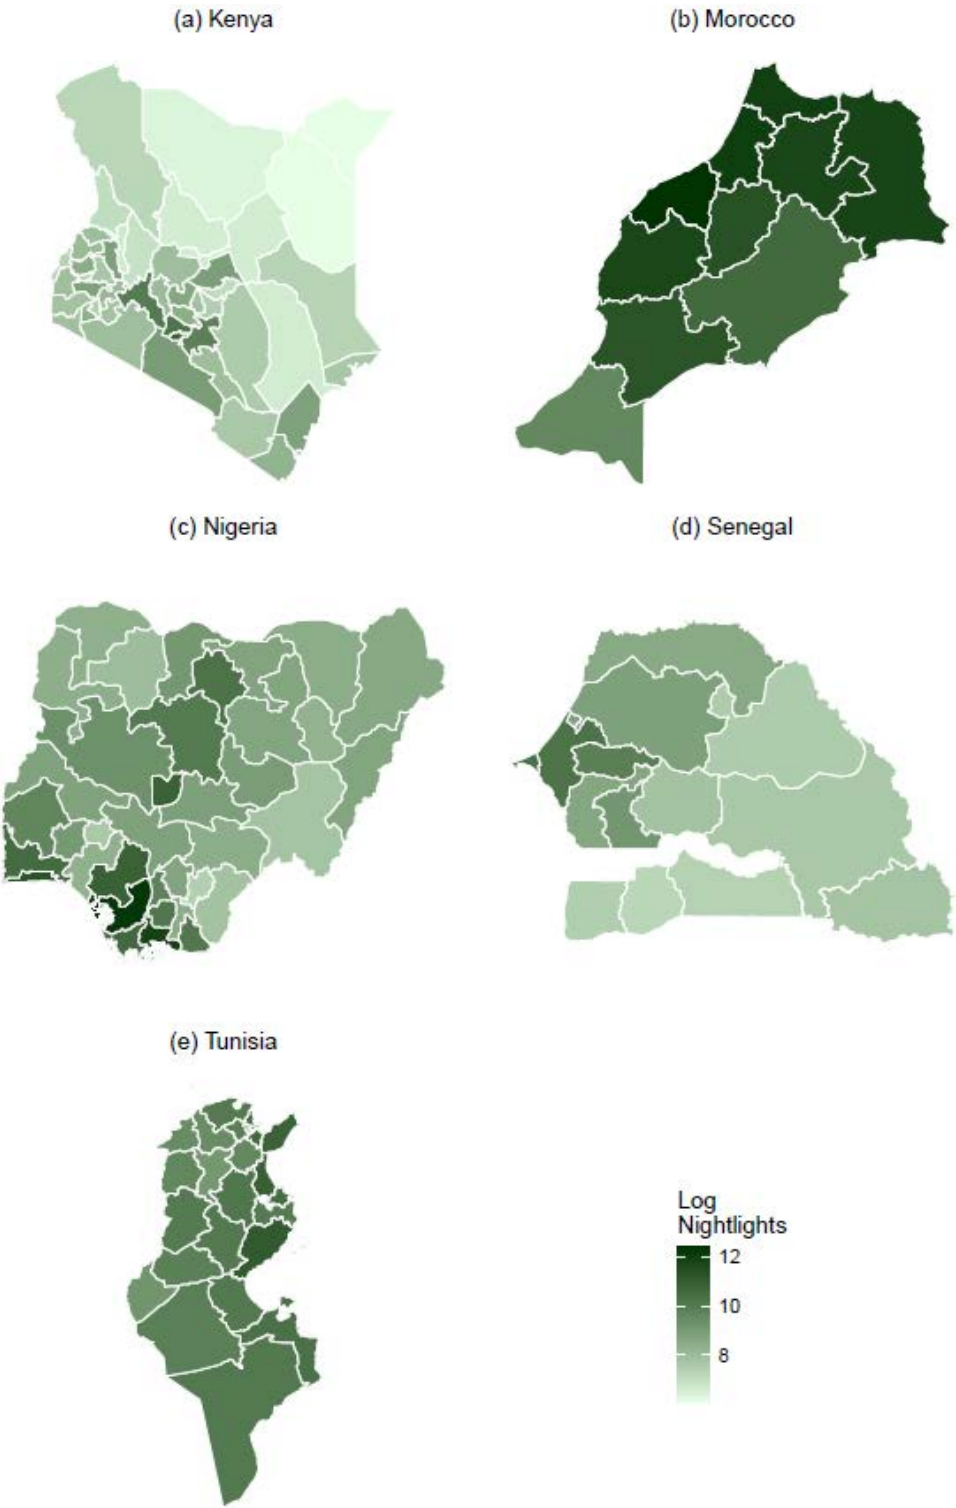 (a) Kenya
(b) Morocco
(c) Nigeria
(d) Senegal
(e) Tunisia
Log
Nightlights
12
10
8